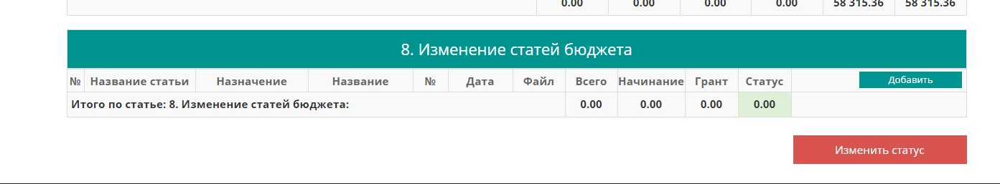 0.00 0.00 0.00 0.00 58 315.36 58 315.36
8. Изменение статей бюджета
№ Название статьи Назначение Название № Дата Файл Всего Начинание Грант Статус Добавить
Итого по статье: 8. Изменение статей бюджета: 0.00 0.00 0.00 0.00
Изменить статус